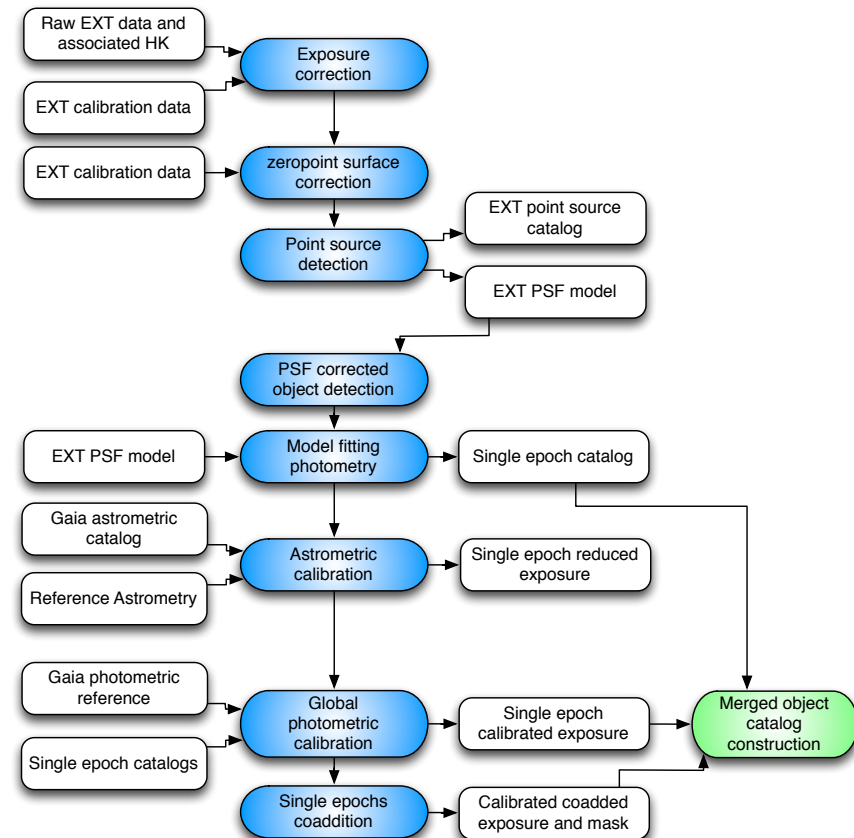 Raw EXT data and
associated HK
Exposure
correction
EXT calibration data
EXT calibration data
zeropoint surface
correction
EXT point source
catalog
Point source
detection
EXT PSF model
PSF corrected
object detection
EXT PSF model
Model fitting
photometry
Single epoch catalog
Gaia astrometric
catalog
Astrometric
calibration
Single epoch reduced
exposure
Reference Astrometry
Gaia photometric
reference
Global
photometric
calibration
Single epoch
calibrated exposure
Merged object
catalog
construction
Single epoch catalogs
Single epochs
coaddition
Calibrated coadded
exposure and mask